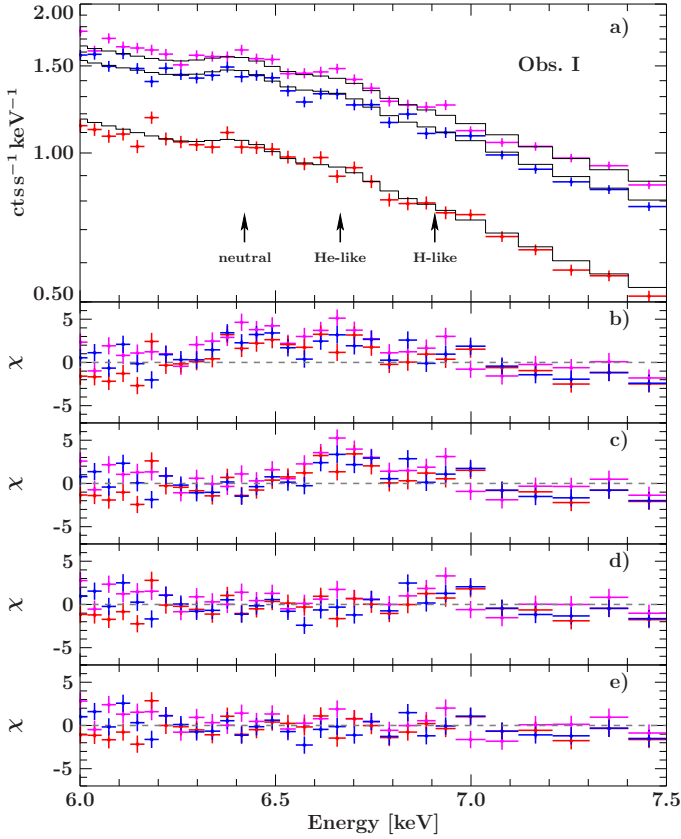 2.00
a)
1.50
Obs. I
1.00
cts s⁻¹ keV⁻¹
neutral
He-like
H-like
0.50
5
b)
0
χ
-5
5
c)
0
χ
-5
5
d)
0
χ
-5
5
e)
0
χ
-5
6.0
6.5
7.0
7.5
Energy [keV]